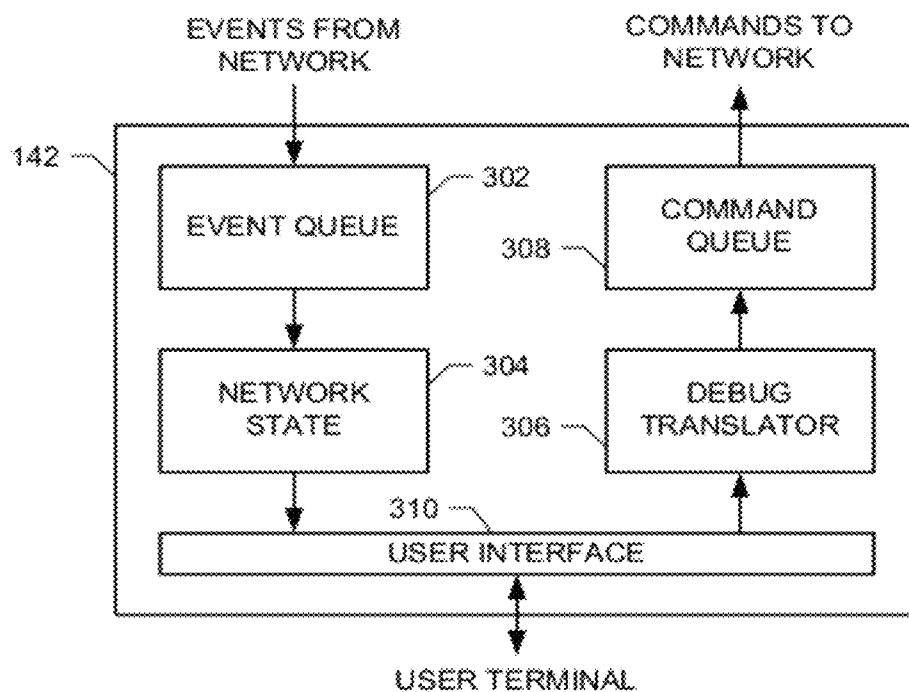 EVENTS FROM
NETWORK
COMMANDS TO
NETWORK
142
302
EVENT QUEUE
308
COMMAND
QUEUE
304
NETWORK
STATE
306
DEBUG
TRANSLATOR
310
USER INTERFACE
USER TERMINAL